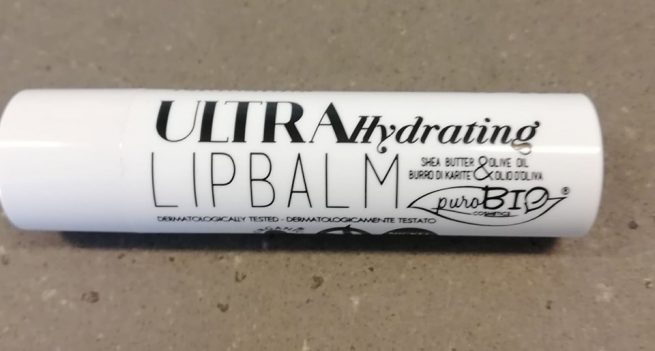 ULTRA Hydrating
LIPBALM
SHEA BUTTER & OLIVE OIL
BURRO DI KARITE' & OLIO D'OLIVA
puroBIO®
cosmetics
DERMATOLOGICALLY TESTED - DERMATOLOGICAMENTE TESTATO